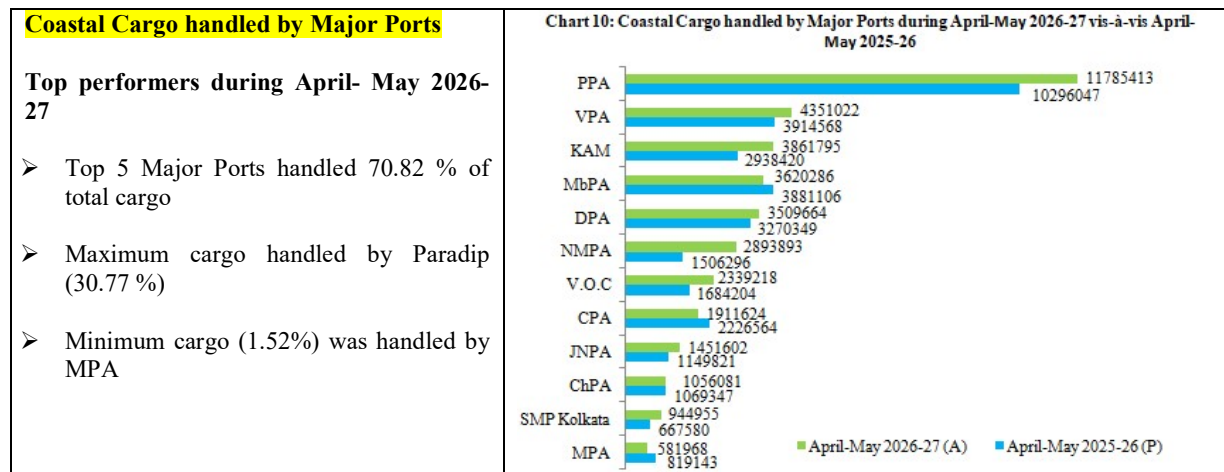 Coastal Cargo handled by Major Ports
Top performers during April- May 2026-
27
➢ Top 5 Major Ports handled 70.82 % of
total cargo
➢ Maximum cargo handled by Paradip
(30.77 %)
➢ Minimum cargo (1.52%) was handled by
MPA
Chart 10: Coastal Cargo handled by Major Ports during April-May 2026-27 vis-à-vis April-
May 2025-26
PPA
11785413
10296047
VPA
4351022
3914568
KAM
3861795
2938420
MbPA
3620286
3881106
DPA
3509664
3270349
NMPA
2893893
1506296
V.O.C
2339218
1684204
CPA
1911624
2226564
JNPA
1451602
1149821
ChPA
1056081
1069347
SMP Kolkata
944955
667580
MPA
581968
819143
April-May 2026-27 (A)
April-May 2025-26 (P)